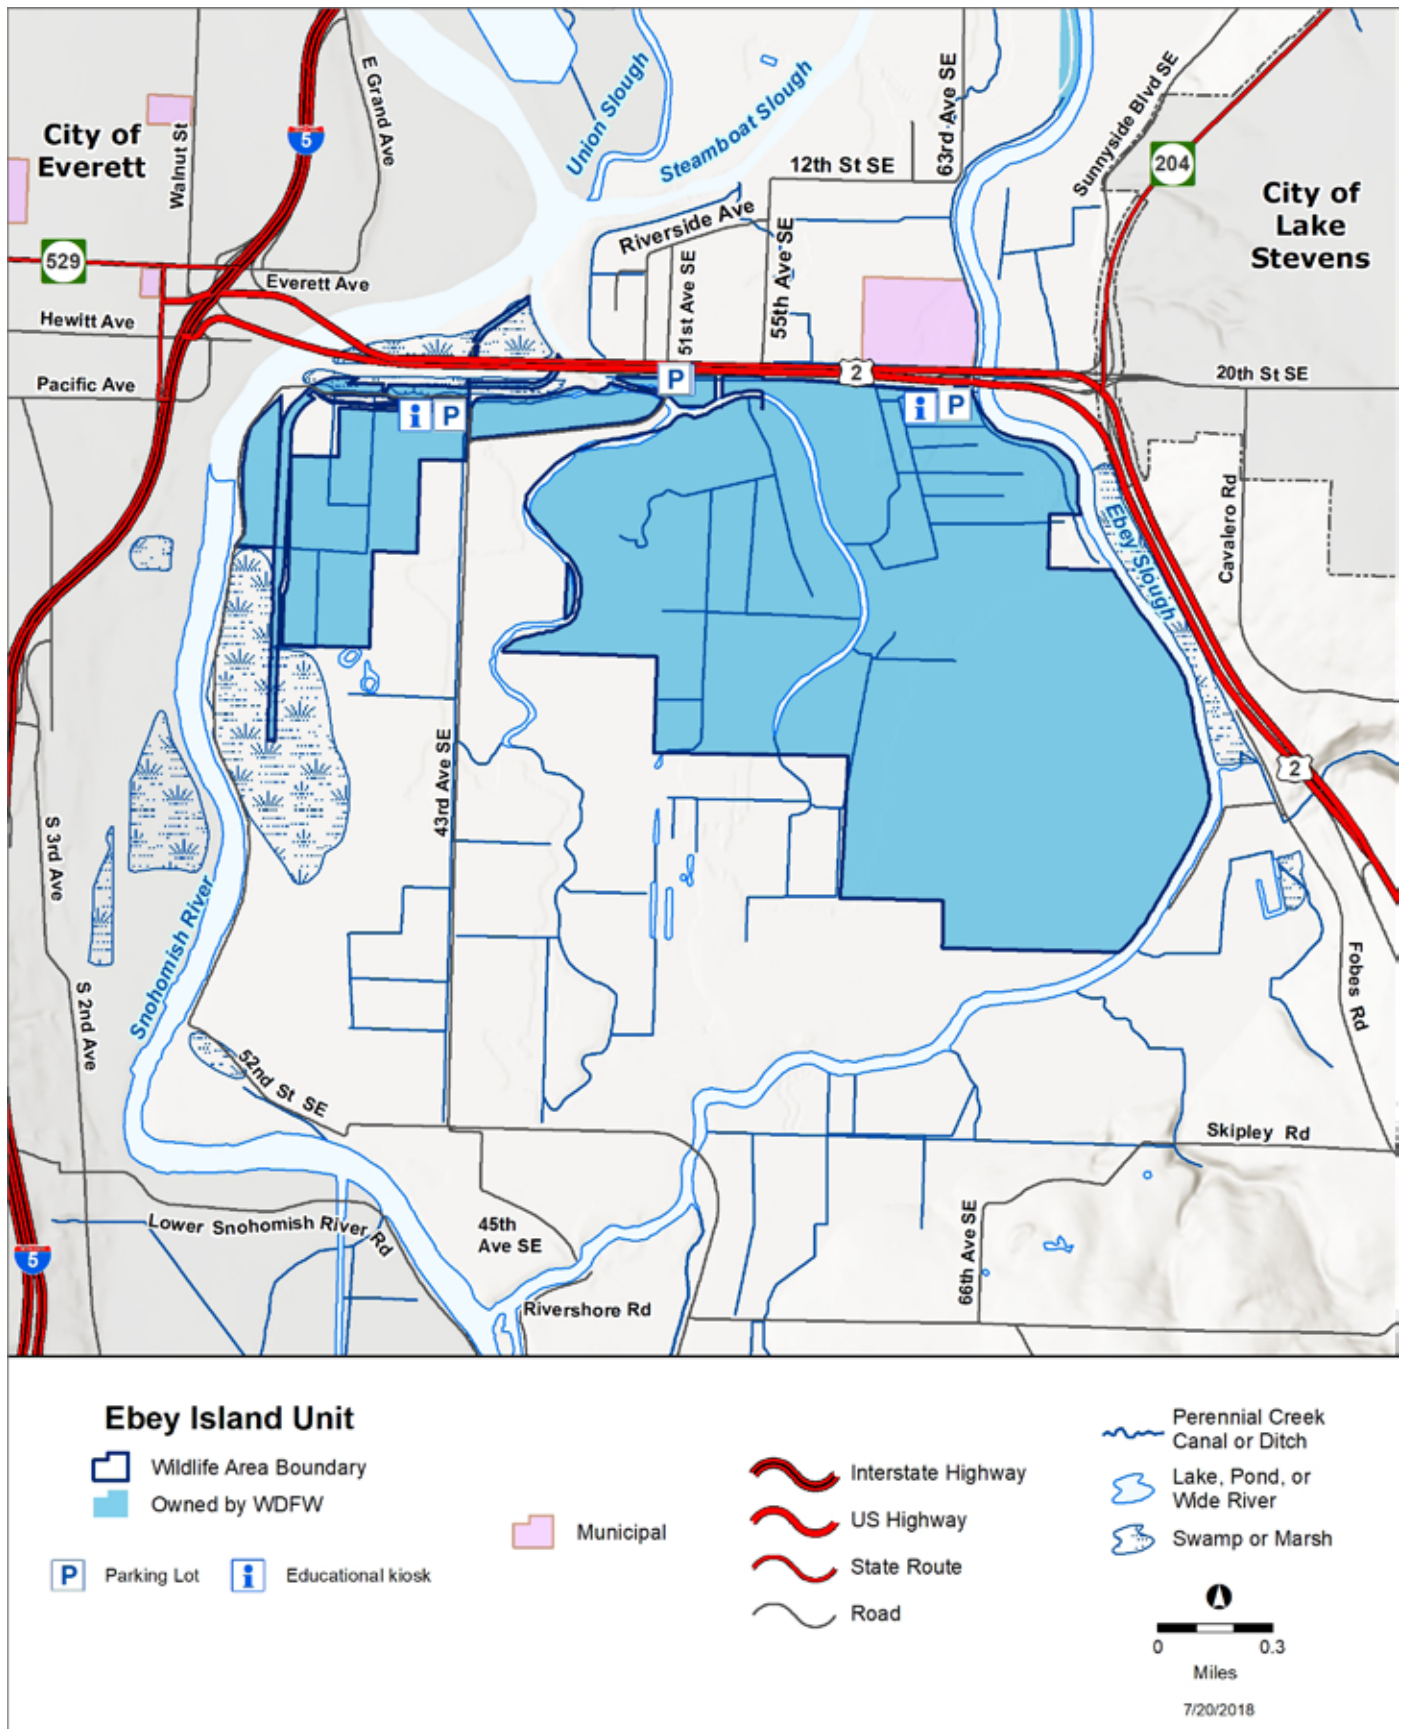 E Grand Ave
Union Slough
Steamboat Slough
63rd Ave SE
Sunnyside Blvd SE
5
City of
Everett
Walnut St
12th St SE
204
City of
Lake
Stevens
Riverside Ave
529
Everett Ave
51st Ave SE
55th Ave SE
Hewitt Ave
Pacific Ave
P
2
20th St SE
i
P
i
P
Cavalero Rd
Ebey Slough
43rd Ave SE
2
S 3rd Ave
Snohomish River
Fobes Rd
S 2nd Ave
52nd St SE
Skipley Rd
Lower Snohomish River Rd
45th
Ave SE
66th Ave SE
5
Rivershore Rd
Ebey Island Unit
Wildlife Area Boundary
Owned by WDFW
P
Parking Lot
i
Educational kiosk
Municipal
Interstate Highway
US Highway
State Route
Road
Perennial Creek
Canal or Ditch
Lake, Pond, or
Wide River
Swamp or Marsh
0
0.3
Miles
7/20/2018